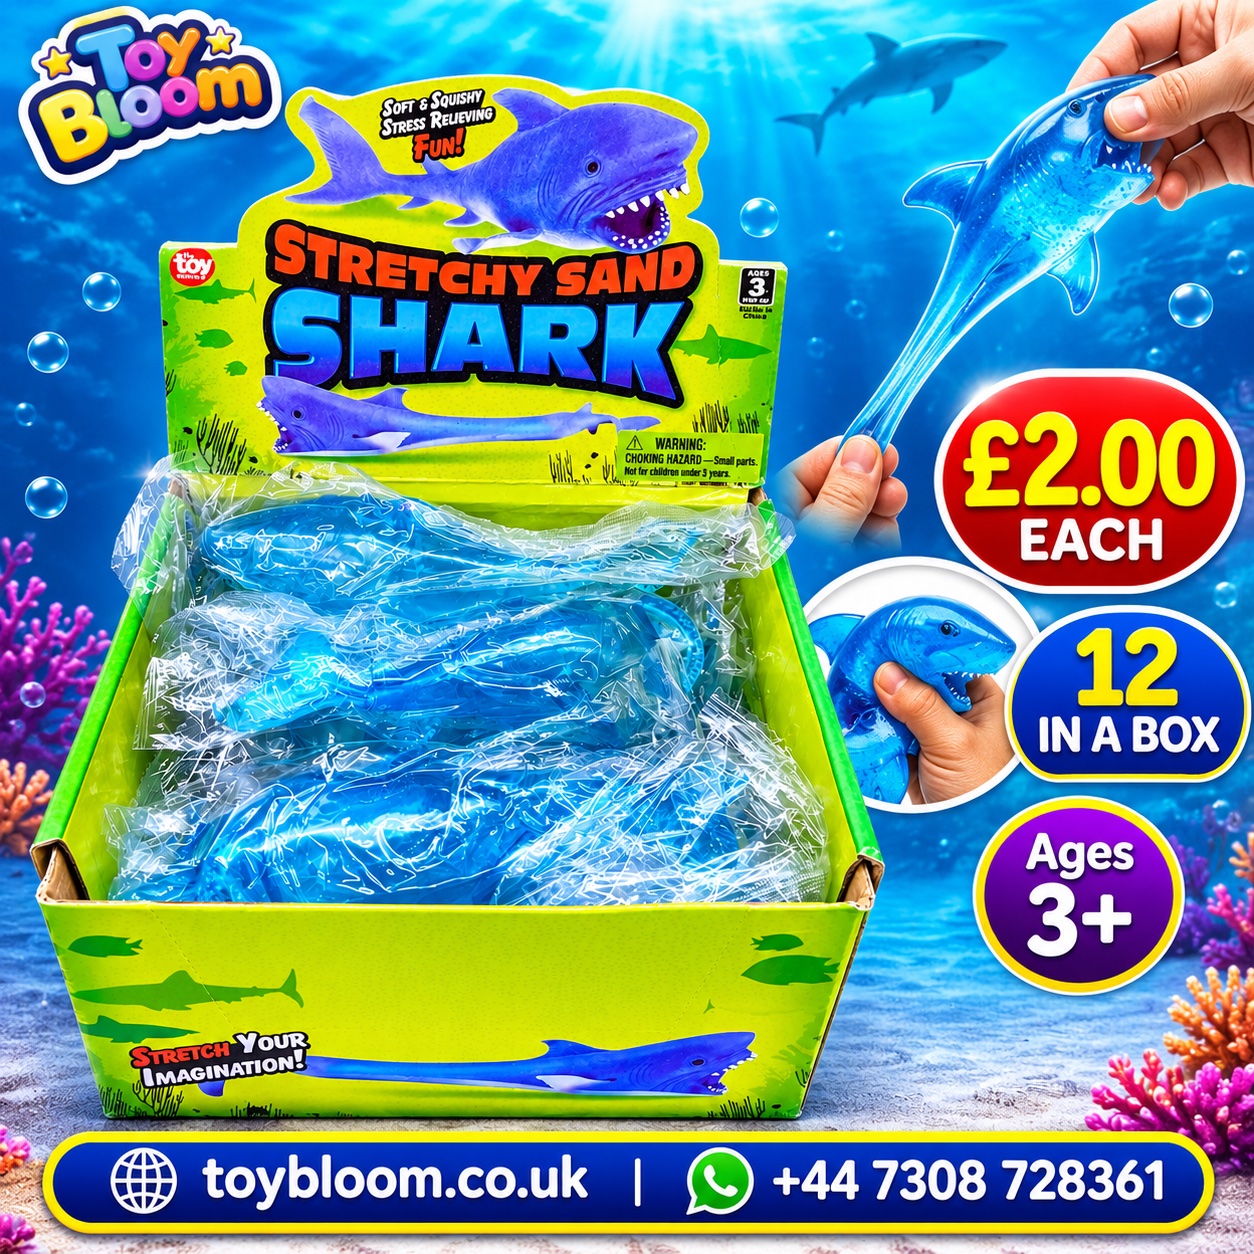 Toy
Bloom
Soft & Squishy
Stress Relieving
Fun!
STRETCHY SAND
SHARK
the
toy
AGES
3
WARNING:
CHOKING HAZARD—Small parts.
Not for children under 3 years.
£2.00
EACH
12
IN A BOX
Ages
3+
Stretch Your
Imagination!
toybloom.co.uk | +44 7308 728361